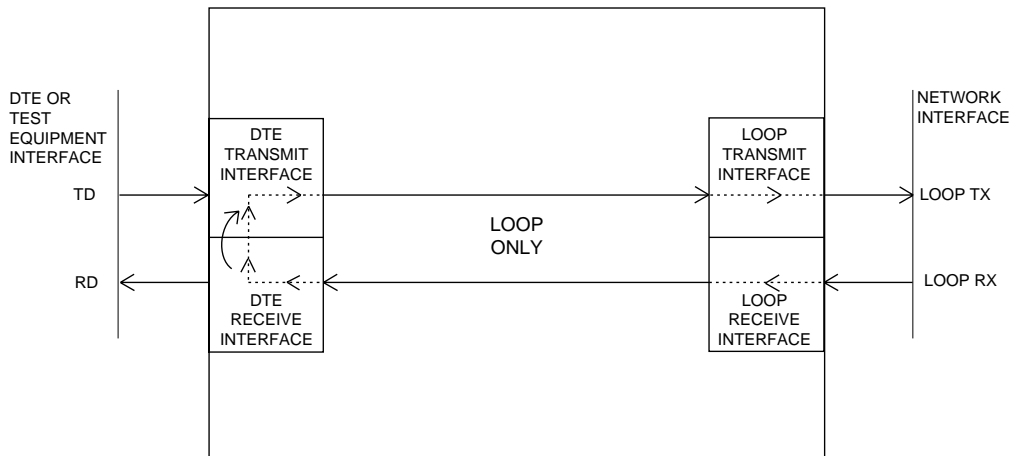 DTE OR
TEST
EQUIPMENT
INTERFACE
TD
RD
DTE
TRANSMIT
INTERFACE
DTE
RECEIVE
INTERFACE
LOOP
ONLY
LOOP
TRANSMIT
INTERFACE
LOOP
RECEIVE
INTERFACE
NETWORK
INTERFACE
LOOP TX
LOOP RX